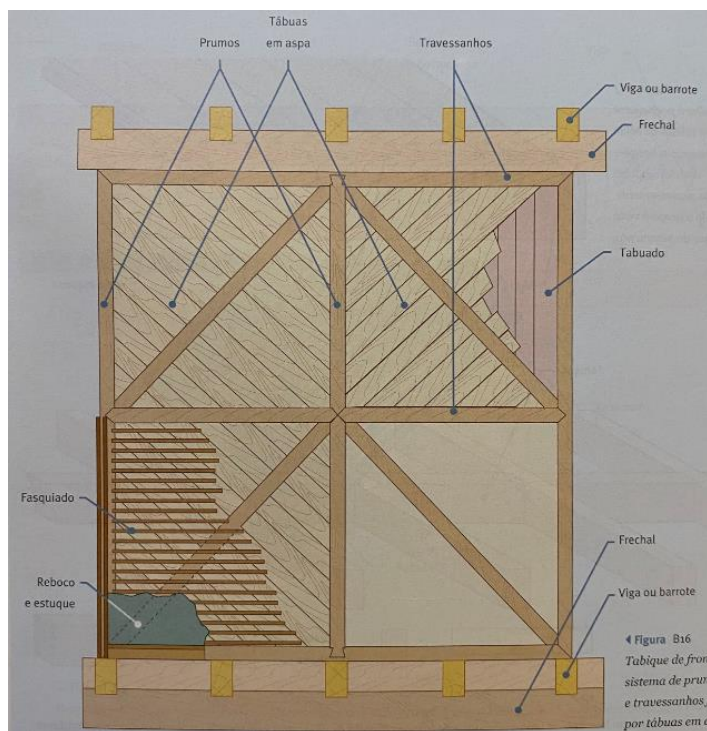 Tábuas
em aspa
Prumos
Travessanhos
Viga ou barrote
Frechal
Tabuado
Fasquiado
Reboco
e estuque
Frechal
Viga ou barrote
Figura B16
Tabique de fron
sistema de prun
e travessanhos,
por tábuas em a